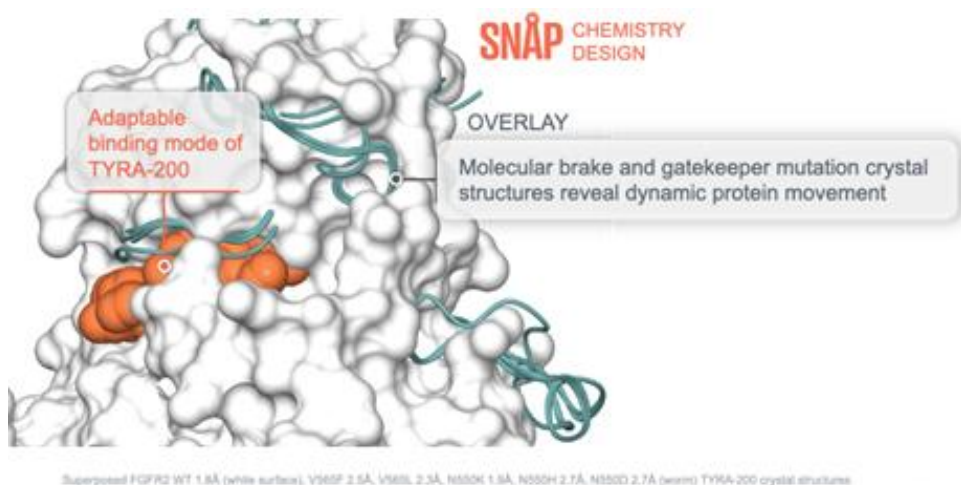 SNÅP CHEMISTRY
DESIGN
Adaptable
binding mode of
TYRA-200
OVERLAY
Molecular brake and gatekeeper mutation crystal
structures reveal dynamic protein movement
Superposed FGFR2 WT 1.8Å (white surface), V565F 2.5Å, V565L 2.3Å, N550K 1.9Å, N550H 2.7Å, N550D 2.7Å (worm) TYRA-200 crystal structures